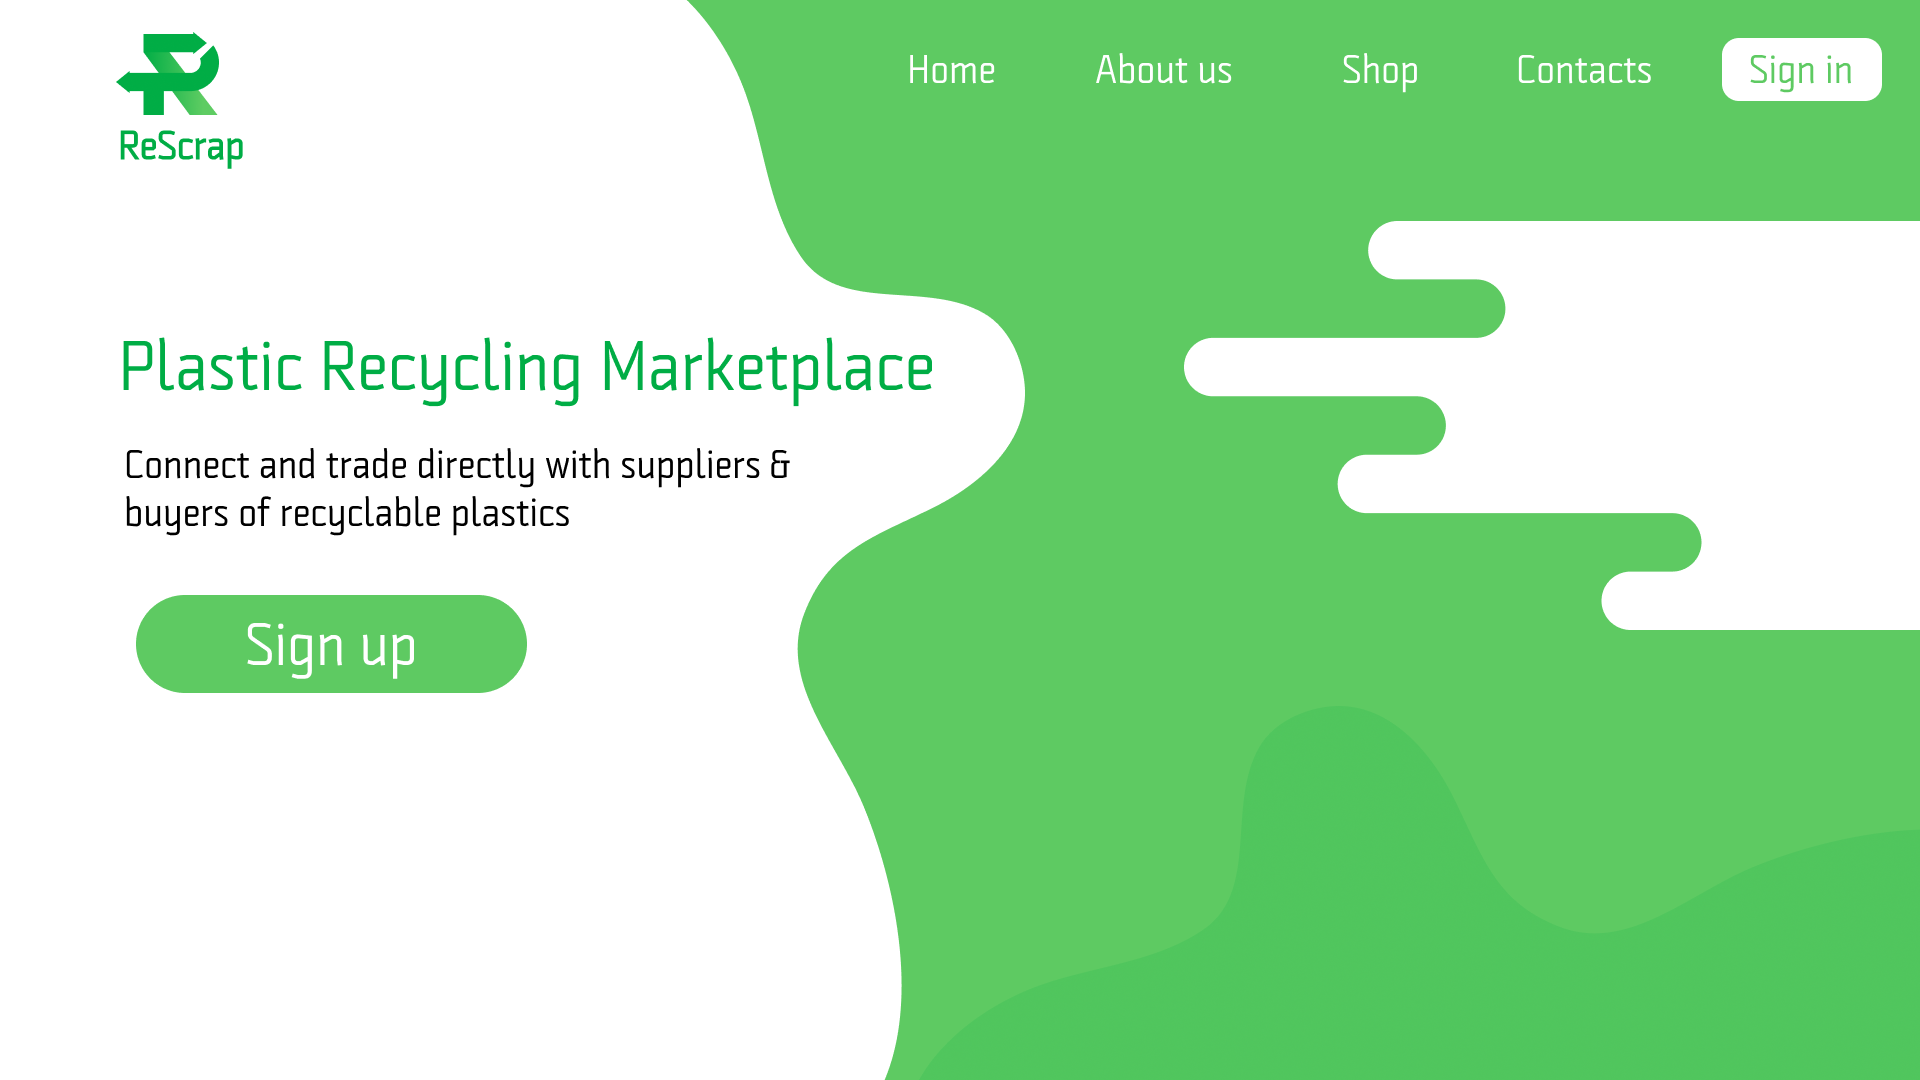 ReScrap
Home
About us
Shop
Contacts
Sign in
Plastic Recycling Marketplace
Connect and trade directly with suppliers &
buyers of recyclable plastics
Sign up